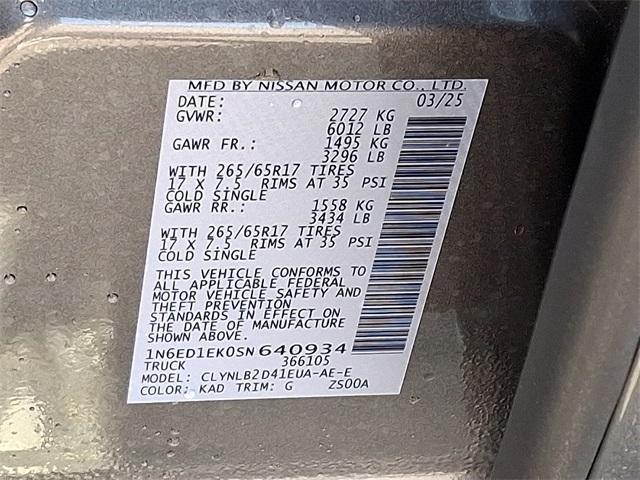 MFD BY NISSAN MOTOR CO., LTD.
DATE: 03/25
GVWR: 2727 KG
6012 LB
GAWR FR.: 1495 KG
3296 LB
WITH 265/65R17 TIRES
17 X 7.5 RIMS AT 35 PSI
COLD SINGLE
GAWR RR.: 1558 KG
3434 LB
WITH 265/65R17 TIRES
17 X 7.5 RIMS AT 35 PSI
COLD SINGLE
THIS VEHICLE CONFORMS TO
ALL APPLICABLE FEDERAL
MOTOR VEHICLE SAFETY AND
THEFT PREVENTION
STANDARDS IN EFFECT ON
THE DATE OF MANUFACTURE
SHOWN ABOVE.
1N6ED1EK0SN640934
TRUCK 366105
MODEL: CLYNLB2D41EUA-AE-E
COLOR: KAD TRIM: G ZS00A